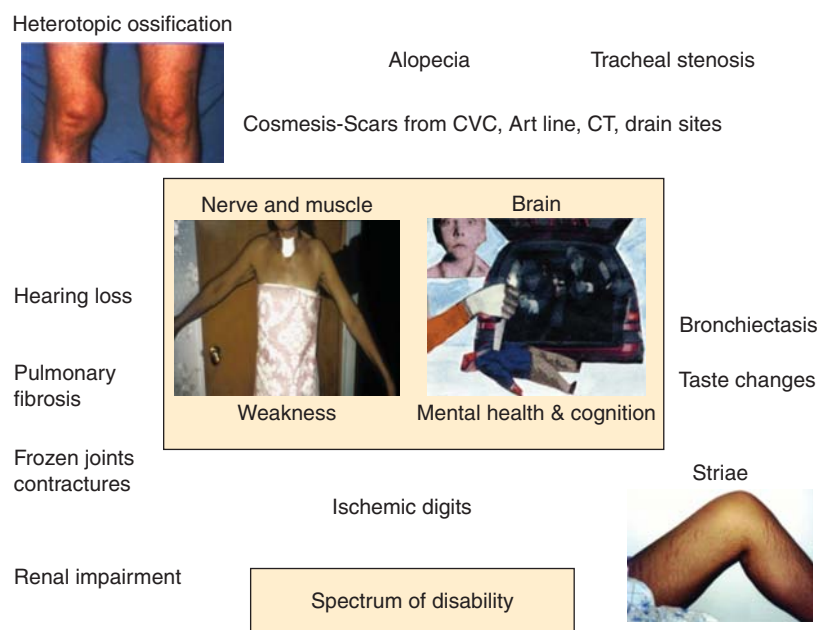 Heterotopic ossification
Alopecia
Tracheal stenosis
Cosmesis-Scars from CVC, Art line, CT, drain sites
Nerve and muscle
Brain
Hearing loss
Bronchiectasis
Pulmonary
fibrosis
Taste changes
Weakness
Mental health & cognition
Frozen joints
contractures
Striae
Ischemic digits
Renal impairment
Spectrum of disability